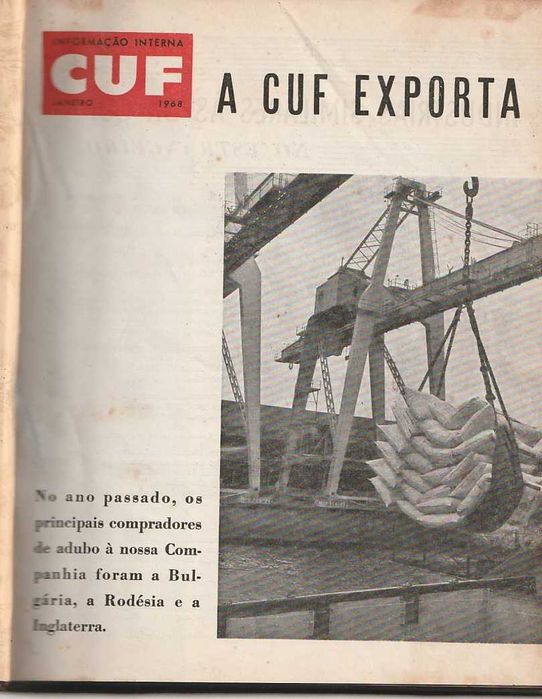 INFORMAÇÃO INTERNA
CUF
JANEIRO 1968
A CUF EXPORTA
No ano passado, os
principais compradores
de adubo à nossa Com-
panhia foram a Bul-
gária, a Rodésia e a
Inglaterra.